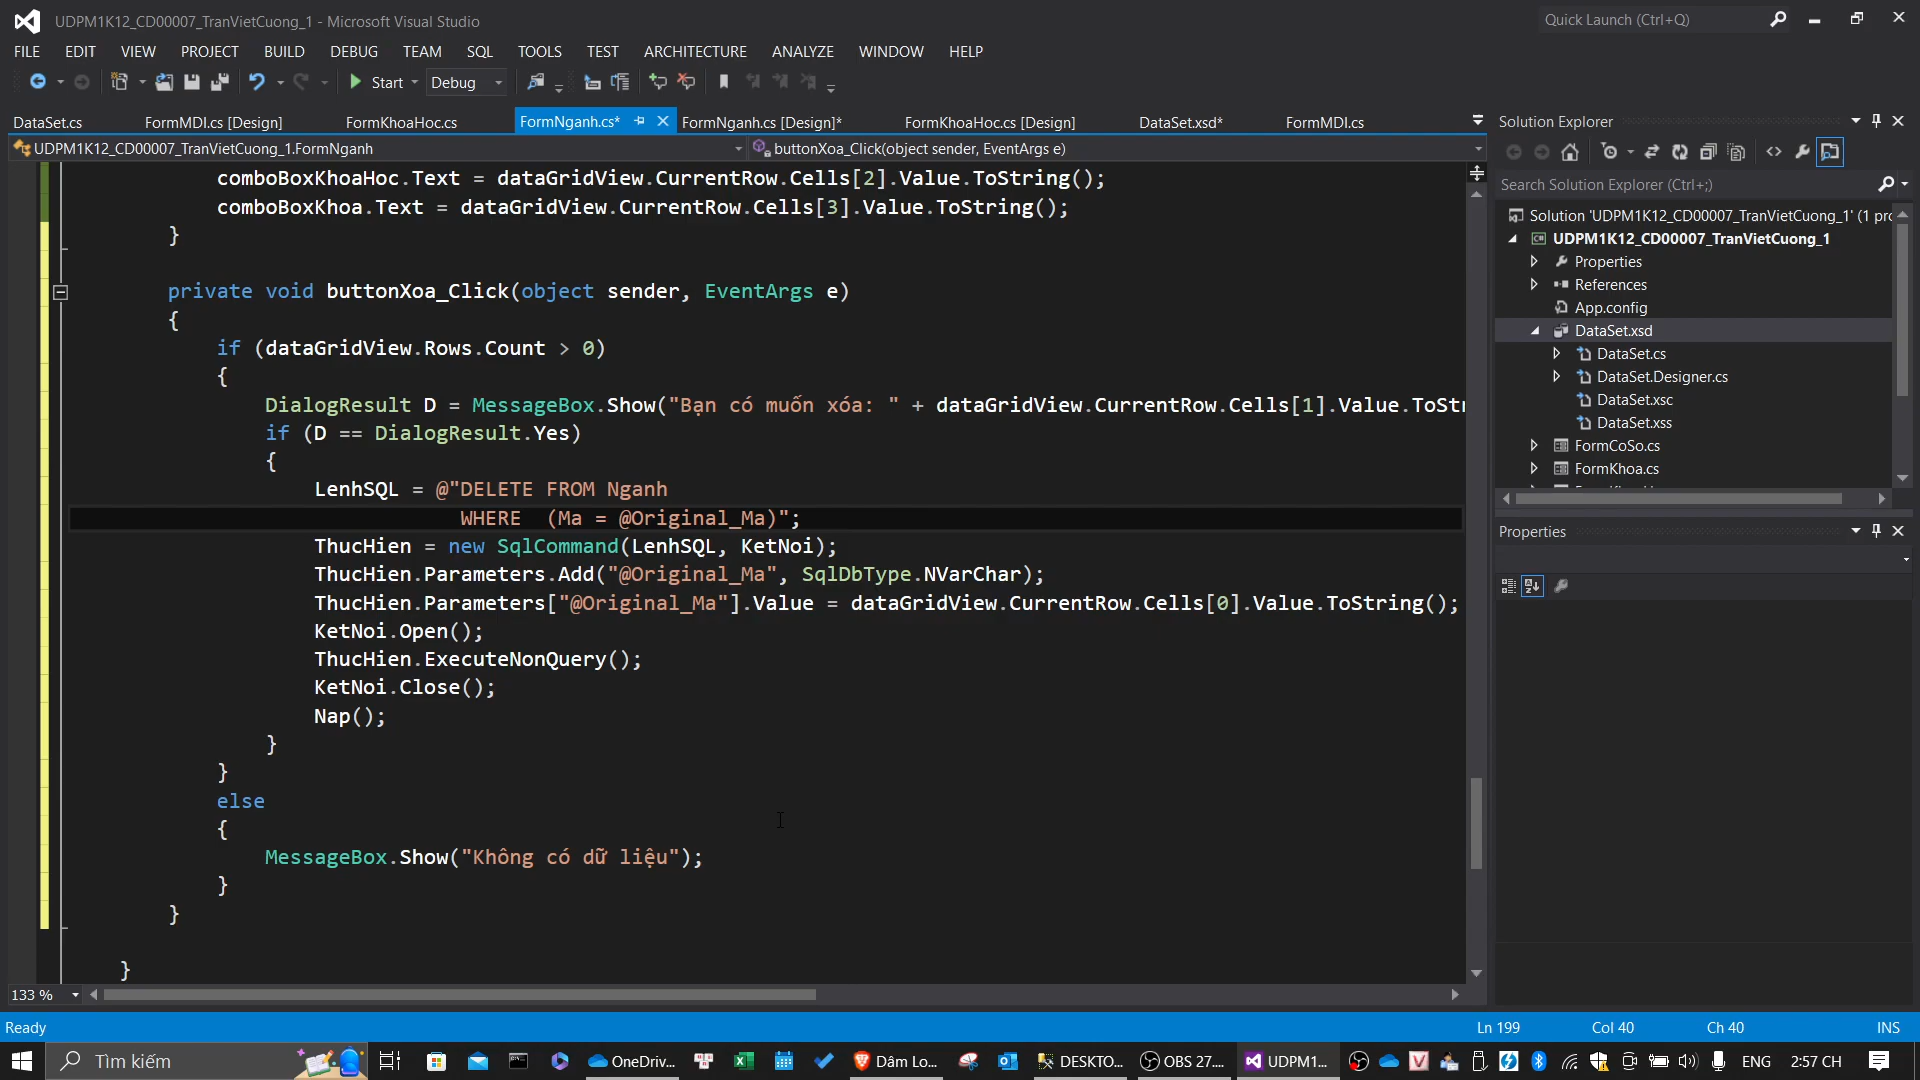 UDPM1K12_CD00007_TranVietCuong_1 - Microsoft Visual Studio
Quick Launch (Ctrl+Q)
FILE EDIT VIEW PROJECT BUILD DEBUG TEAM SQL TOOLS TEST ARCHITECTURE ANALYZE WINDOW HELP
Start Debug
DataSet.cs FormMDI.cs [Design] FormKhoaHoc.cs FormNganh.cs* FormNganh.cs [Design]* FormKhoaHoc.cs [Design] DataSet.xsd* FormMDI.cs
UDPM1K12_CD00007_TranVietCuong_1.FormNganh buttonXoa_Click(object sender, EventArgs e)
comboBoxKhoaHoc.Text = dataGridView.CurrentRow.Cells[2].Value.ToString();
comboBoxKhoa.Text = dataGridView.CurrentRow.Cells[3].Value.ToString();
}
private void buttonXoa_Click(object sender, EventArgs e)
{
if (dataGridView.Rows.Count > 0)
{
DialogResult D = MessageBox.Show("Bạn có muốn xóa: " + dataGridView.CurrentRow.Cells[1].Value.ToStr
if (D == DialogResult.Yes)
{
LenhSQL = @"DELETE FROM Nganh
WHERE (Ma = @Original_Ma)";
ThucHien = new SqlCommand(LenhSQL, KetNoi);
ThucHien.Parameters.Add("@Original_Ma", SqlDbType.NVarChar);
ThucHien.Parameters["@Original_Ma"].Value = dataGridView.CurrentRow.Cells[0].Value.ToString();
KetNoi.Open();
ThucHien.ExecuteNonQuery();
KetNoi.Close();
Nap();
}
}
else
{
MessageBox.Show("Không có dữ liệu");
}
}
}
133 %
Solution Explorer
Search Solution Explorer (Ctrl+;)
Solution 'UDPM1K12_CD00007_TranVietCuong_1' (1 pro
UDPM1K12_CD00007_TranVietCuong_1
Properties
References
App.config
DataSet.xsd
DataSet.cs
DataSet.Designer.cs
DataSet.xsc
DataSet.xss
FormCoSo.cs
FormKhoa.cs
Properties
Ready Ln 199 Col 40 Ch 40 INS
Tìm kiếm OneDriv... Dâm Lo... DESKTO... OBS 27.... UDPM1... ENG 2:57 CH